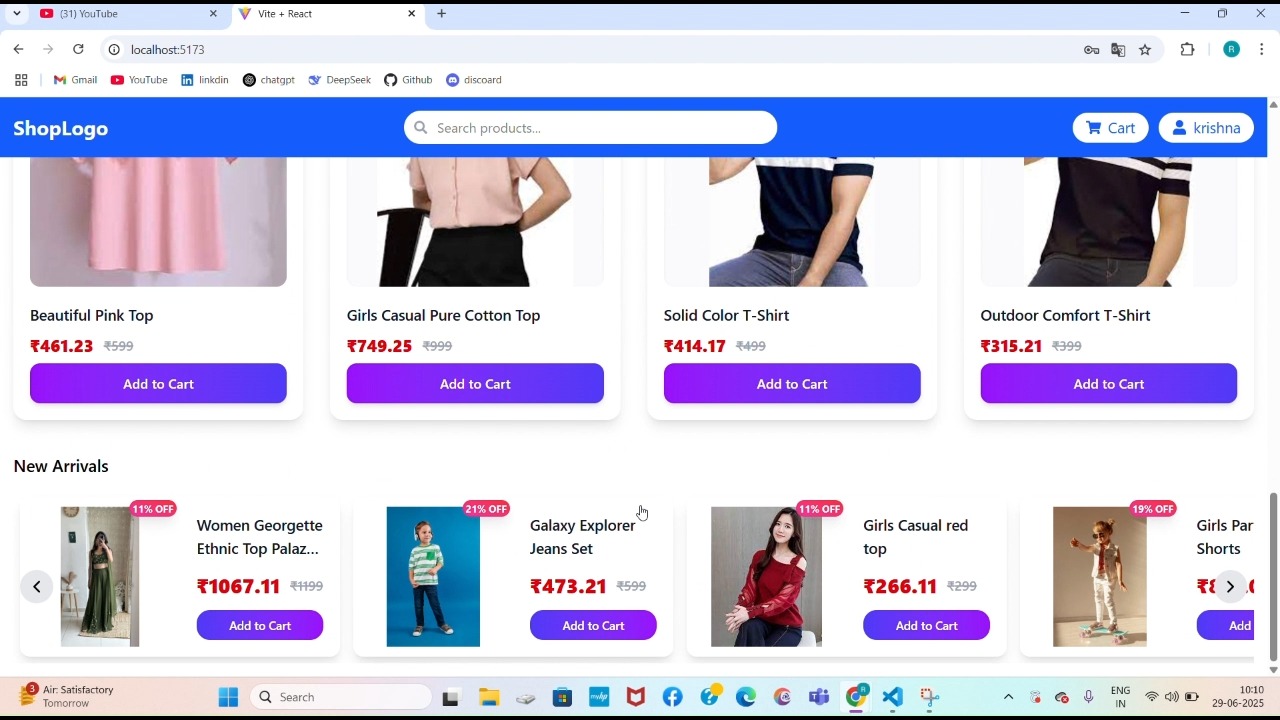 (31) YouTube
Vite + React
localhost:5173
Gmail YouTube linkdin chatgpt DeepSeek Github discoard
ShopLogo Search products... Cart krishna
Beautiful Pink Top Girls Casual Pure Cotton Top Solid Color T-Shirt Outdoor Comfort T-Shirt
₹461.23 ₹599 ₹749.25 ₹999 ₹414.17 ₹499 ₹315.21 ₹399
Add to Cart Add to Cart Add to Cart Add to Cart
New Arrivals
11% OFF 21% OFF 11% OFF 19% OFF
Women Georgette Galaxy Explorer Girls Casual red Girls Par
Ethnic Top Palaz... Jeans Set top Shorts
₹1067.11 ₹1199 ₹473.21 ₹599 ₹266.11 ₹299
Add to Cart Add to Cart Add to Cart Add
3 Air: Satisfactory
Tomorrow
Search
ENG
IN
10:10
29-06-2025